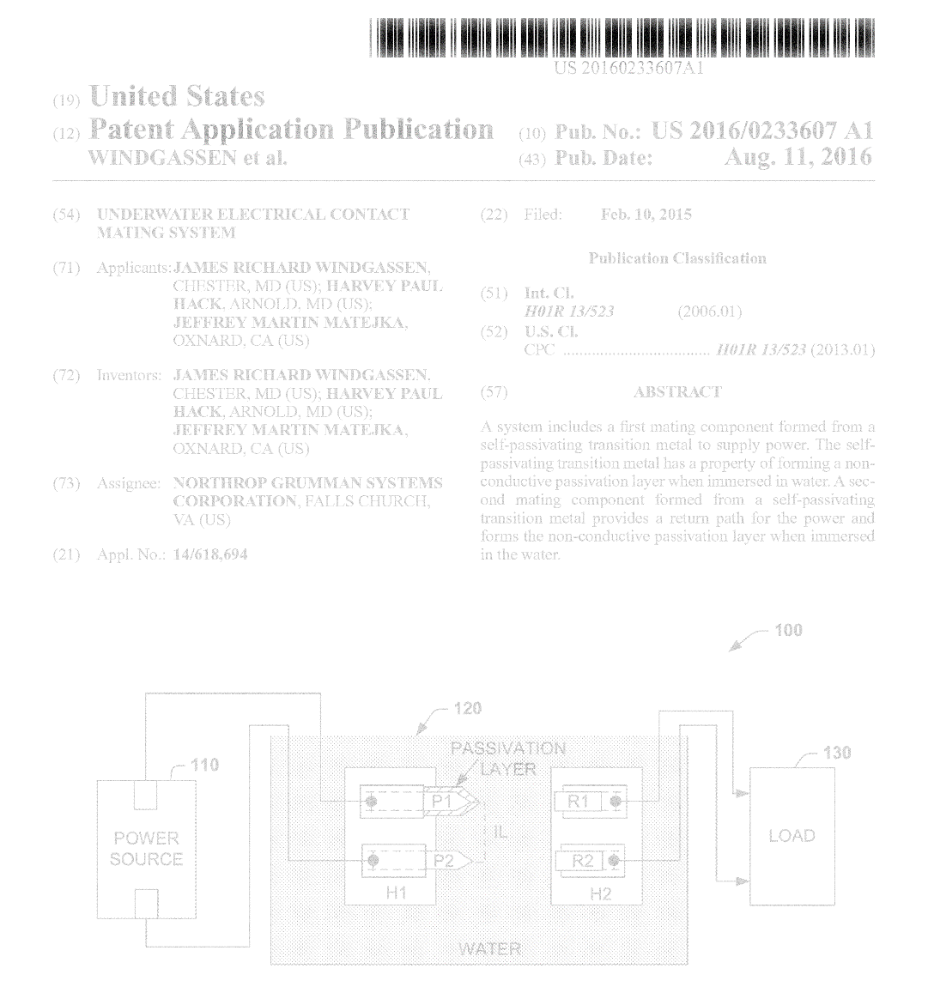 US 20160233607A1
(19) United States
(12) Patent Application Publication
WINDGASSEN et al.
(10) Pub. No.: US 2016/0233607 A1
(43) Pub. Date: Aug. 11, 2016
(54) UNDERWATER ELECTRICAL CONTACT
MATING SYSTEM
(71) Applicants: JAMES RICHARD WINDGASSEN,
CHESTER, MD (US); HARVEY PAUL
HACK, ARNOLD, MD (US);
JEFFREY MARTIN MATEJKA,
OXNARD, CA (US)
(72) Inventors: JAMES RICHARD WINDGASSEN,
CHESTER, MD (US); HARVEY PAUL
HACK, ARNOLD, MD (US);
JEFFREY MARTIN MATEJKA,
OXNARD, CA (US)
(73) Assignee: NORTHROP GRUMMAN SYSTEMS
CORPORATION, FALLS CHURCH,
VA (US)
(21) Appl. No.: 14/618,694
(22) Filed: Feb. 10, 2015
Publication Classification
(51) Int. Cl.
H01R 13/523 (2006.01)
(52) U.S. Cl.
CPC .................................... H01R 13/523 (2013.01)
(57) ABSTRACT
A system includes a first mating component formed from a
self-passivating transition metal to supply power. The self-
passivating transition metal has a property of forming a non-
conductive passivation layer when immersed in water. A sec-
ond mating component formed from a self-passivating
transition metal provides a return path for the power and
forms the non-conductive passivation layer when immersed
in the water.
100
120
PASSIVATION
LAYER
110
130
P1
R1
POWER
SOURCE
IL
LOAD
P2
R2
H1
H2
WATER